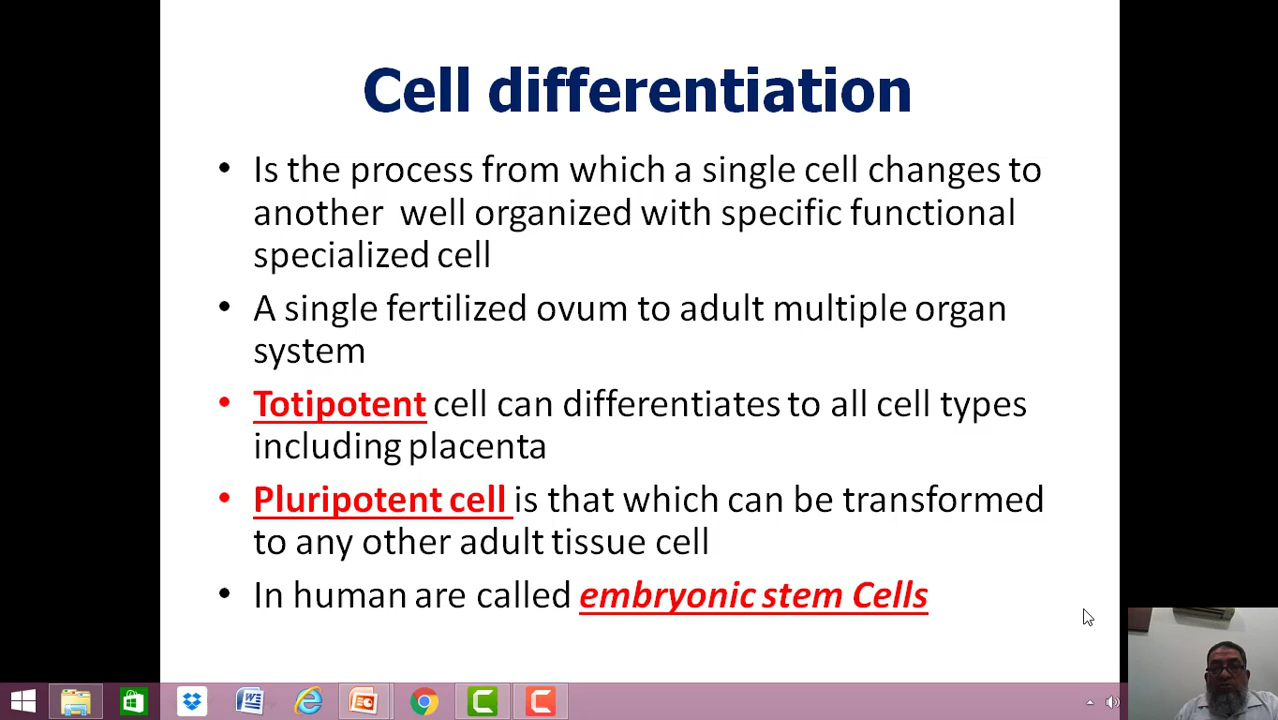 Cell differentiation
• Is the process from which a single cell changes to
another well organized with specific functional
specialized cell
• A single fertilized ovum to adult multiple organ
system
• Totipotent cell can differentiates to all cell types
including placenta
• Pluripotent cell is that which can be transformed
to any other adult tissue cell
• In human are called embryonic stem Cells